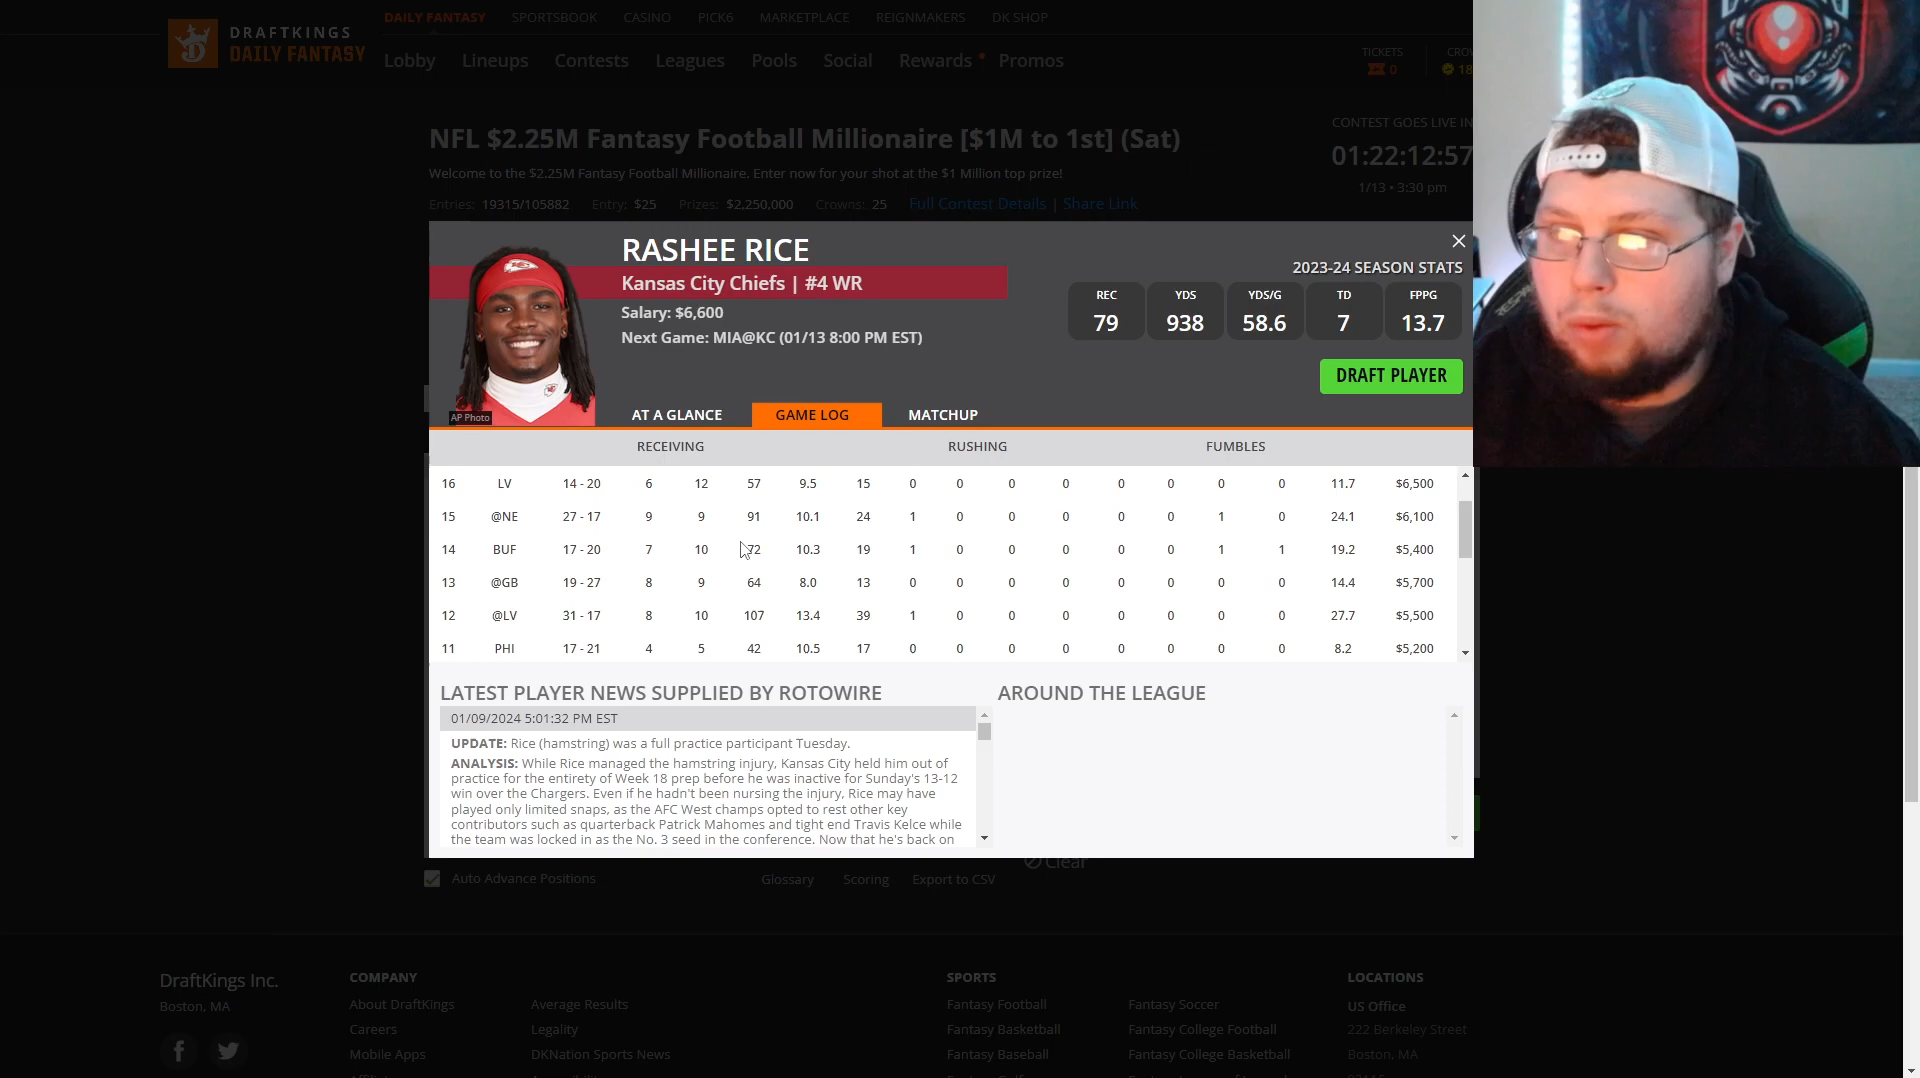 DAILY FANTASY SPORTSBOOK CASINO PICK6 MARKETPLACE REIGNMAKERS DK SHOP
DRAFTKINGS
DAILY FANTASY
Lobby Lineups Contests Leagues Pools Social Rewards Promos
TICKETS
0
CRO
18
NFL $2.25M Fantasy Football Millionaire [$1M to 1st] (Sat)
CONTEST GOES LIVE IN
01:22:12:57
Welcome to the $2.25M Fantasy Football Millionaire. Enter now for your shot at the $1 Million top prize!
1/13 • 3:30 pm
Entries: 19315/105882 Entry: $25 Prizes: $2,250,000 Crowns: 25 Full Contest Details | Share Link
RASHEE RICE
Kansas City Chiefs | #4 WR
Salary: $6,600
Next Game: MIA@KC (01/13 8:00 PM EST)
AP Photo
2023-24 SEASON STATS
REC YDS YDS/G TD FPPG
79 938 58.6 7 13.7
DRAFT PLAYER
AT A GLANCE GAME LOG MATCHUP
RECEIVING RUSHING FUMBLES
16 LV 14 - 20 6 12 57 9.5 15 0 0 0 0 0 0 0 0 11.7 $6,500
15 @NE 27 - 17 9 9 91 10.1 24 1 0 0 0 0 0 1 0 24.1 $6,100
14 BUF 17 - 20 7 10 72 10.3 19 1 0 0 0 0 0 1 1 19.2 $5,400
13 @GB 19 - 27 8 9 64 8.0 13 0 0 0 0 0 0 0 0 14.4 $5,700
12 @LV 31 - 17 8 10 107 13.4 39 1 0 0 0 0 0 0 0 27.7 $5,500
11 PHI 17 - 21 4 5 42 10.5 17 0 0 0 0 0 0 0 0 8.2 $5,200
LATEST PLAYER NEWS SUPPLIED BY ROTOWIRE
AROUND THE LEAGUE
01/09/2024 5:01:32 PM EST
UPDATE: Rice (hamstring) was a full practice participant Tuesday.
ANALYSIS: While Rice managed the hamstring injury, Kansas City held him out of
practice for the entirety of Week 18 prep before he was inactive for Sunday's 13-12
win over the Chargers. Even if he hadn't been nursing the injury, Rice may have
played only limited snaps, as the AFC West champs opted to rest other key
contributors such as quarterback Patrick Mahomes and tight end Travis Kelce while
the team was locked in as the No. 3 seed in the conference. Now that he's back on
Clear
Auto Advance Positions Glossary Scoring Export to CSV
DraftKings Inc.
Boston, MA
COMPANY
About DraftKings
Careers
Mobile Apps
Average Results
Legality
DKNation Sports News
SPORTS
Fantasy Football
Fantasy Basketball
Fantasy Baseball
Fantasy Soccer
Fantasy College Football
Fantasy College Basketball
LOCATIONS
US Office
222 Berkeley Street
Boston, MA